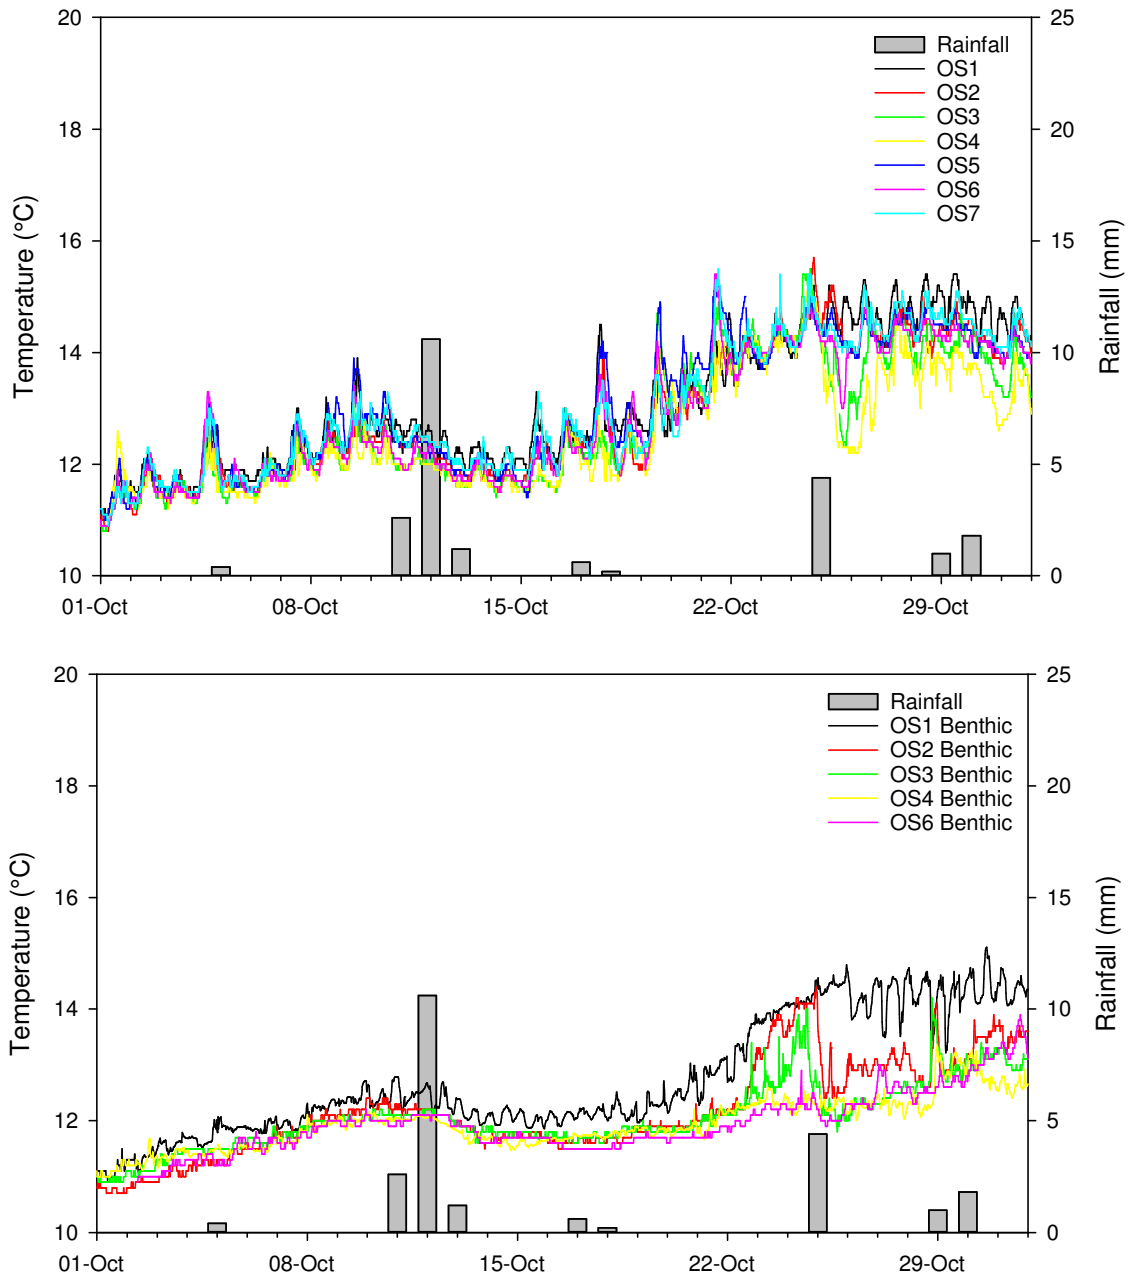 20
18
16
14
12
10
Temperature (°C)
25
20
15
10
5
0
Rainfall (mm)
Rainfall
OS1
OS2
OS3
OS4
OS5
OS6
OS7
01-Oct 08-Oct 15-Oct 22-Oct 29-Oct
20
18
16
14
12
10
Temperature (°C)
25
20
15
10
5
0
Rainfall (mm)
Rainfall
OS1 Benthic
OS2 Benthic
OS3 Benthic
OS4 Benthic
OS6 Benthic
01-Oct 08-Oct 15-Oct 22-Oct 29-Oct